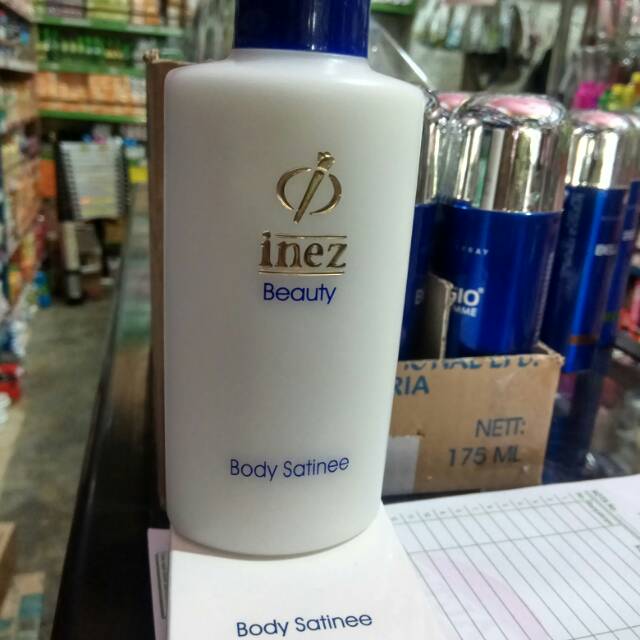 inez
Beauty
Body Satinee
Body Satinee
NETT:
175 ML